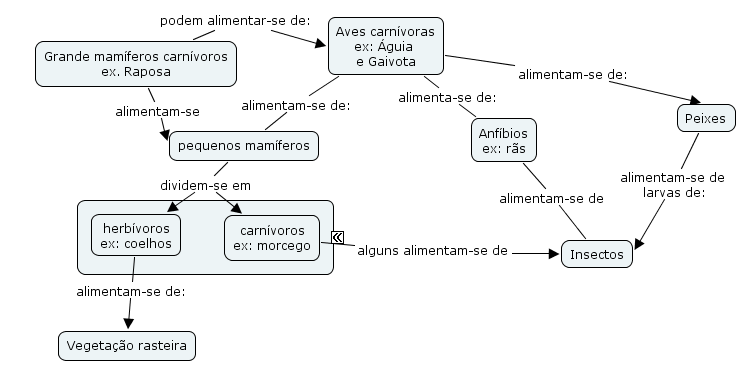 podem alimentar-se de:
Aves carnívoras
ex: Águia
e Gaivota
Grande mamíferos carnívoros
ex. Raposa
alimentam-se de:
alimentam-se
alimentam-se de:
alimenta-se de:
Peixes
pequenos mamíferos
Anfíbios
ex: rãs
dividem-se em
alimentam-se de
larvas de:
alimentam-se de
herbívoros
ex: coelhos
carnívoros
ex: morcego
alguns alimentam-se de
Insectos
alimentam-se de:
Vegetação rasteira